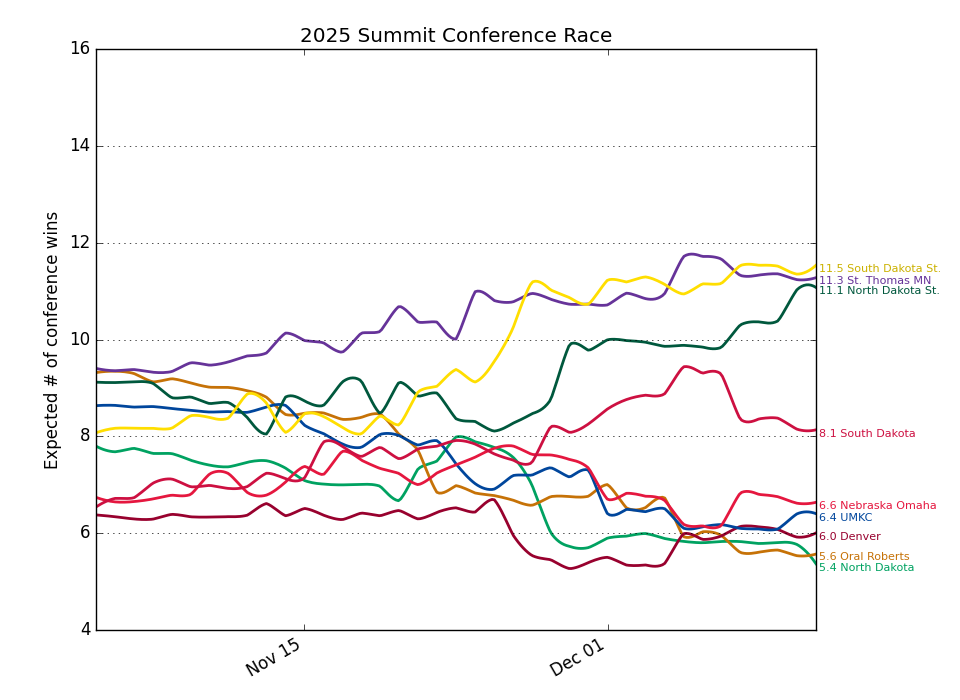 2025 Summit Conference Race
Expected # of conference wins
16
14
12
10
8
6
4
Nov 15
Dec 01
11.5 South Dakota St.
11.3 St. Thomas MN
11.1 North Dakota St.
8.1 South Dakota
6.6 Nebraska Omaha
6.4 UMKC
6.0 Denver
5.6 Oral Roberts
5.4 North Dakota